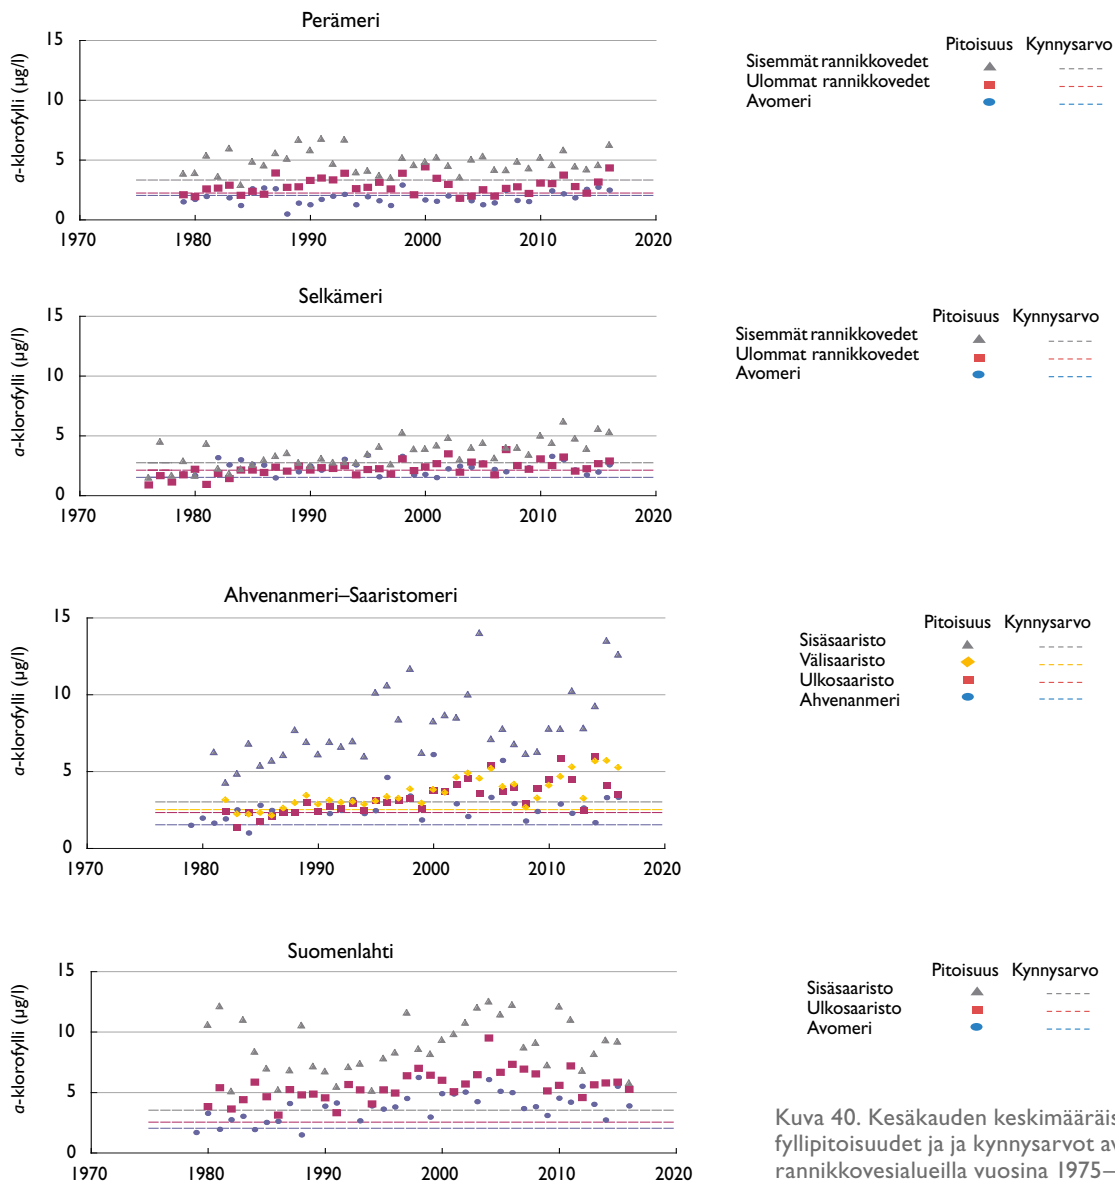 Perämeri
a-klorofylli (µg/l)
15
10
5
0
1970 1980 1990 2000 2010 2020
Pitoisuus Kynnysarvo
Sisemmät rannikkovedet
Ulommat rannikkovedet
Avomeri
Selkämeri
a-klorofylli (µg/l)
15
10
5
0
1970 1980 1990 2000 2010 2020
Pitoisuus Kynnysarvo
Sisemmät rannikkovedet
Ulommat rannikkovedet
Avomeri
Ahvenanmeri–Saaristomeri
a-klorofylli (µg/l)
15
10
5
0
1970 1980 1990 2000 2010 2020
Pitoisuus Kynnysarvo
Sisäsaaristo
Välisaaristo
Ulkosaaristo
Ahvenanmeri
Suomenlahti
a-klorofylli (µg/l)
15
10
5
0
1970 1980 1990 2000 2010 2020
Pitoisuus Kynnysarvo
Sisäsaaristo
Ulkosaaristo
Avomeri
Kuva 40. Kesäkauden keskimääräis
fyllipitoisuudet ja ja kynnysarvot av
rannikkovesialueilla vuosina 1975–